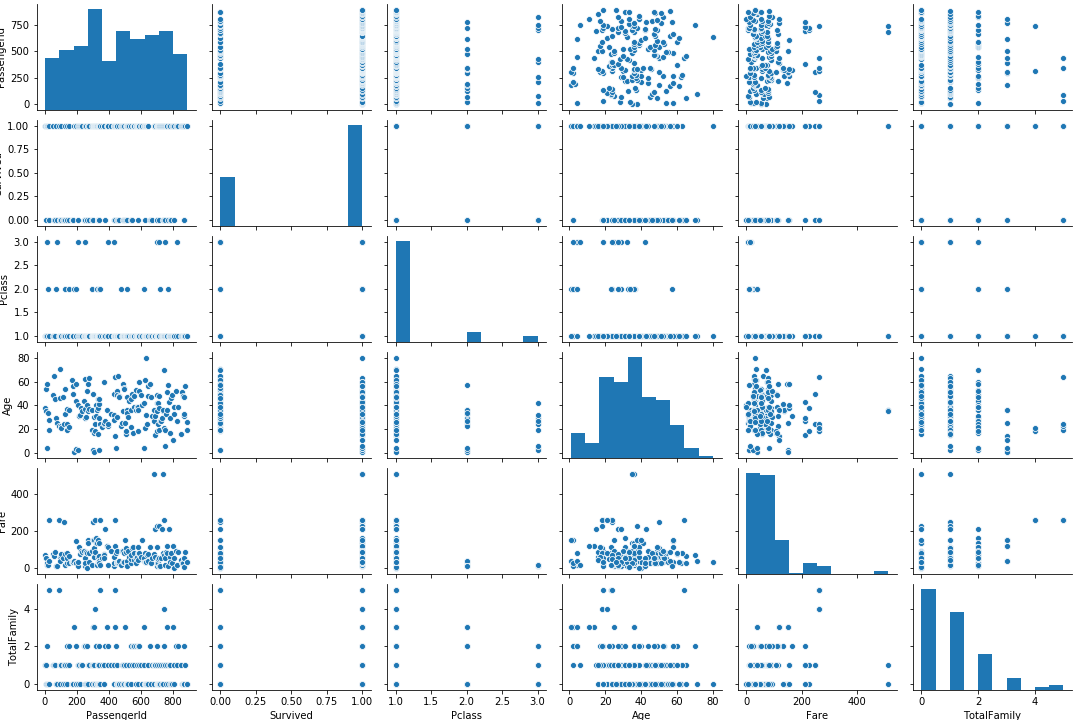 PassengerId
750
500
250
0
Survived
1.00
0.75
0.50
0.25
0.00
Pclass
3.0
2.5
2.0
1.5
1.0
Age
80
60
40
20
0
Fare
400
200
0
TotalFamily
4
2
0
0 200 400 600 800
0.00 0.25 0.50 0.75 1.00
1.0 1.5 2.0 2.5 3.0
0 20 40 60 80
0 200 400
0 2 4
PassengerId Survived Pclass Age Fare TotalFamily